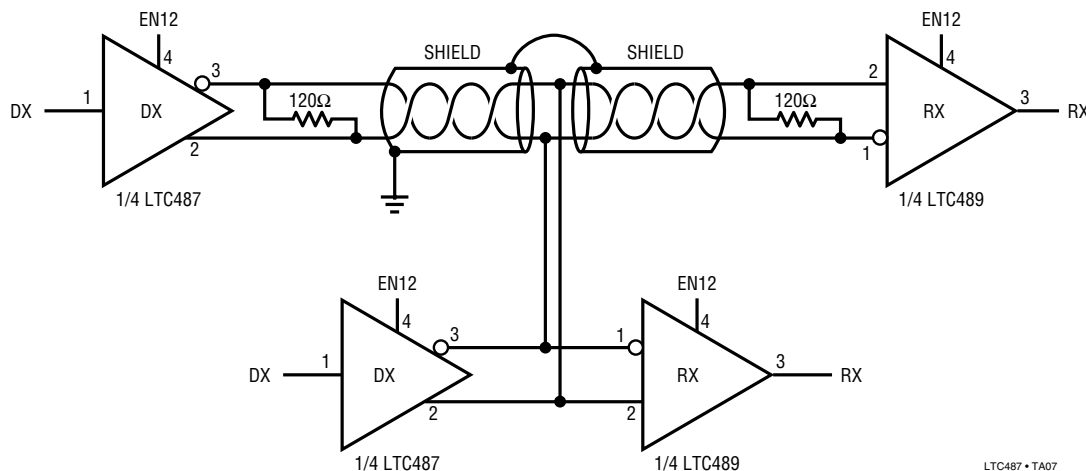 EN12
4
SHIELD
SHIELD
EN12
4
3
2
120Ω
120Ω
DX
1
DX
RX
3
RX
2
1
1/4 LTC487
1/4 LTC489
EN12
4
EN12
4
3
1
DX
1
DX
RX
3
RX
2
2
1/4 LTC487
1/4 LTC489
LTC487 • TA07